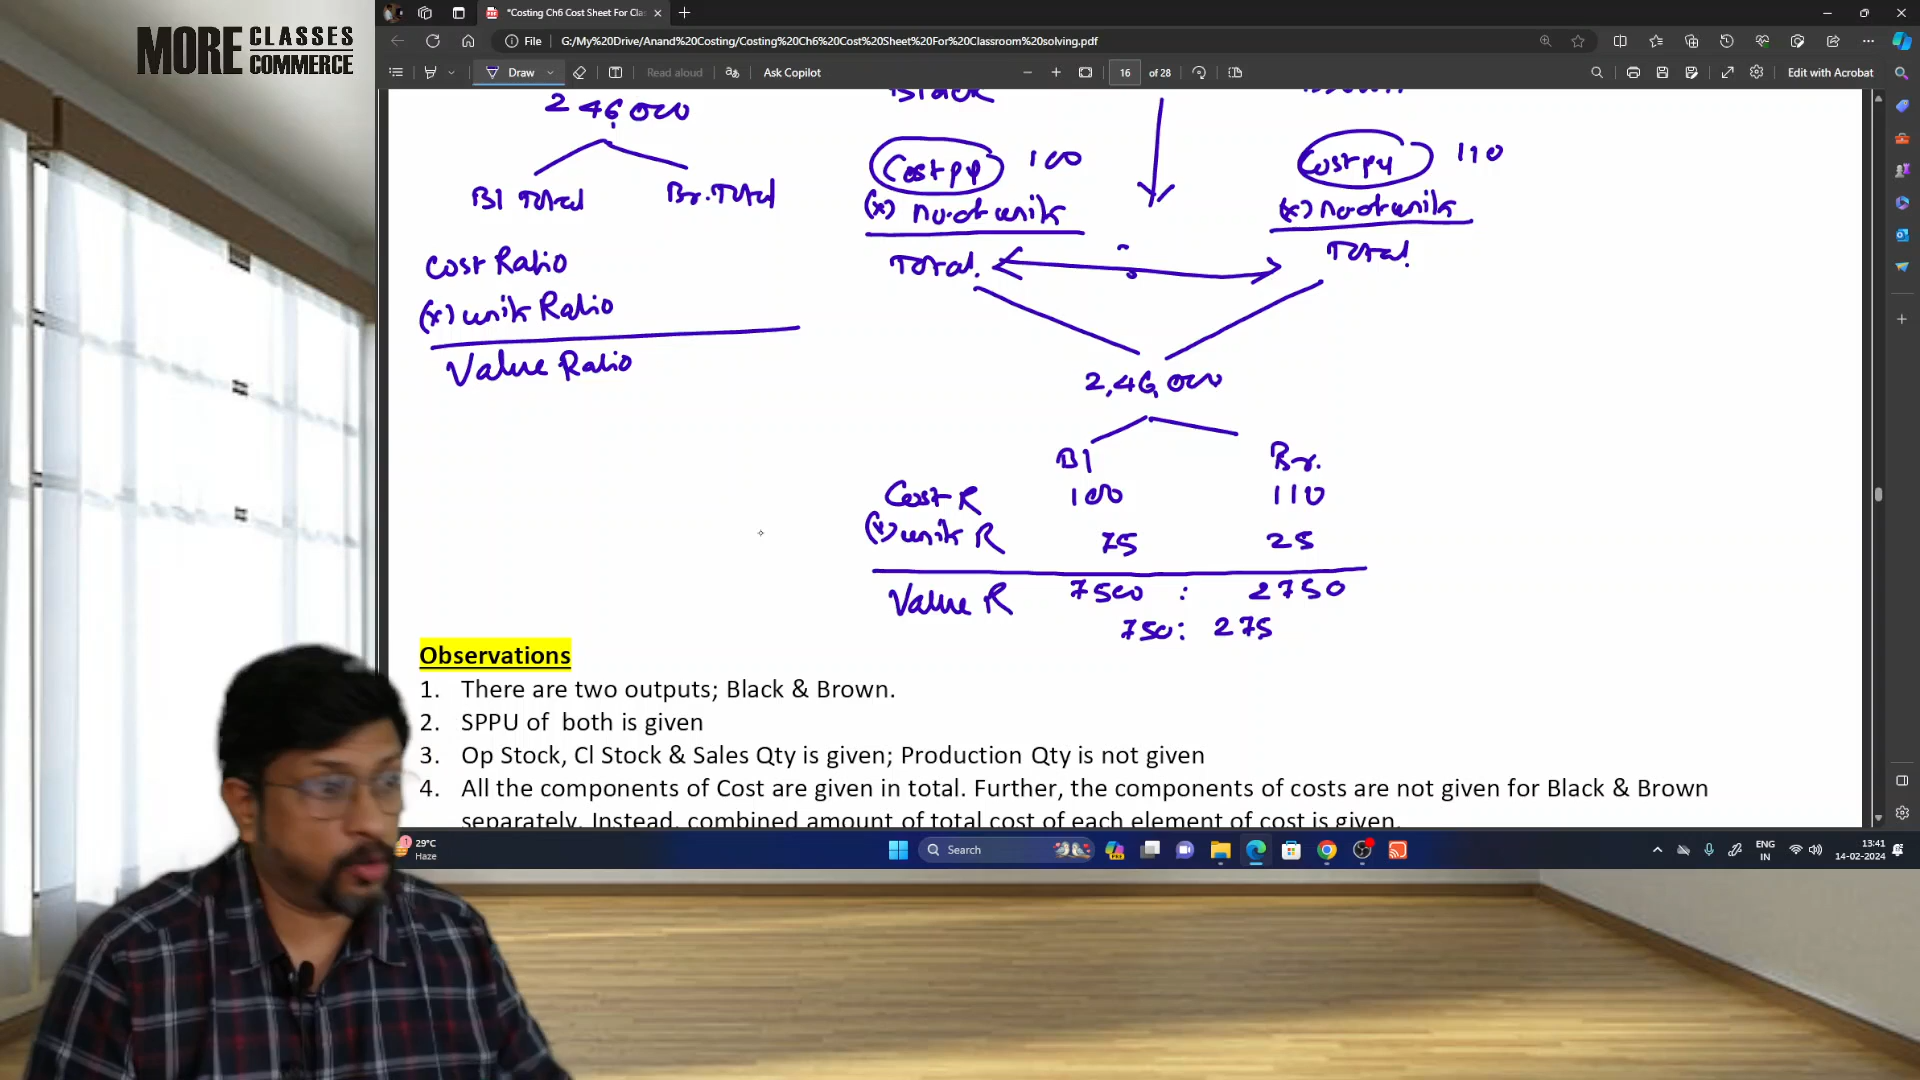 MORE CLASSES COMMERCE
*Costing Ch6 Cost Sheet For Cla
File G:/My%20Drive/Anand%20Costing/Costing%20Ch6%20Cost%20Sheet%20For%20Classroom%20solving.pdf
Draw Read aloud Ask Copilot 16 of 28 Edit with Acrobat
2 46,000
Bl Total Br. Total
Cost Ratio
(x) unit Ratio
Value Ratio
Black
Cost pu 100 Cost pu 110
(x) no. of units (x) no. of units
Total : Total
2,46,000
Bl Br.
Cost R 100 110
(x) unit R 75 25
Value R 7500 : 2750
750 : 275
Observations
1. There are two outputs; Black & Brown.
2. SPPU of both is given
3. Op Stock, Cl Stock & Sales Qty is given; Production Qty is not given
4. All the components of Cost are given in total. Further, the components of costs are not given for Black & Brown
separately. Instead, combined amount of total cost of each element of cost is given.
29°C
Haze
Search
ENG
IN
13:41
14-02-2024